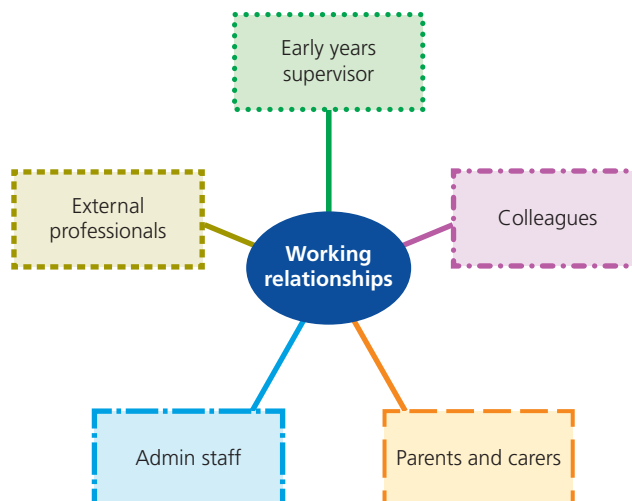 Early years
supervisor
External
professionals
Colleagues
Working
relationships
Admin staff
Parents and carers